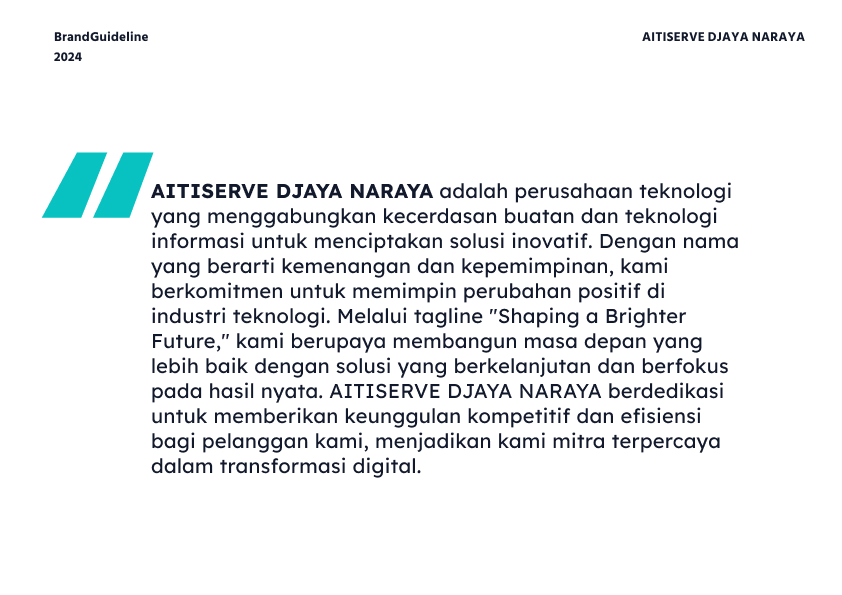 BrandGuideline
2024
AITISERVE DJAYA NARAYA
AITISERVE DJAYA NARAYA adalah perusahaan teknologi
yang menggabungkan kecerdasan buatan dan teknologi
informasi untuk menciptakan solusi inovatif. Dengan nama
yang berarti kemenangan dan kepemimpinan, kami
berkomitmen untuk memimpin perubahan positif di
industri teknologi. Melalui tagline "Shaping a Brighter
Future," kami berupaya membangun masa depan yang
lebih baik dengan solusi yang berkelanjutan dan berfokus
pada hasil nyata. AITISERVE DJAYA NARAYA berdedikasi
untuk memberikan keunggulan kompetitif dan efisiensi
bagi pelanggan kami, menjadikan kami mitra terpercaya
dalam transformasi digital.